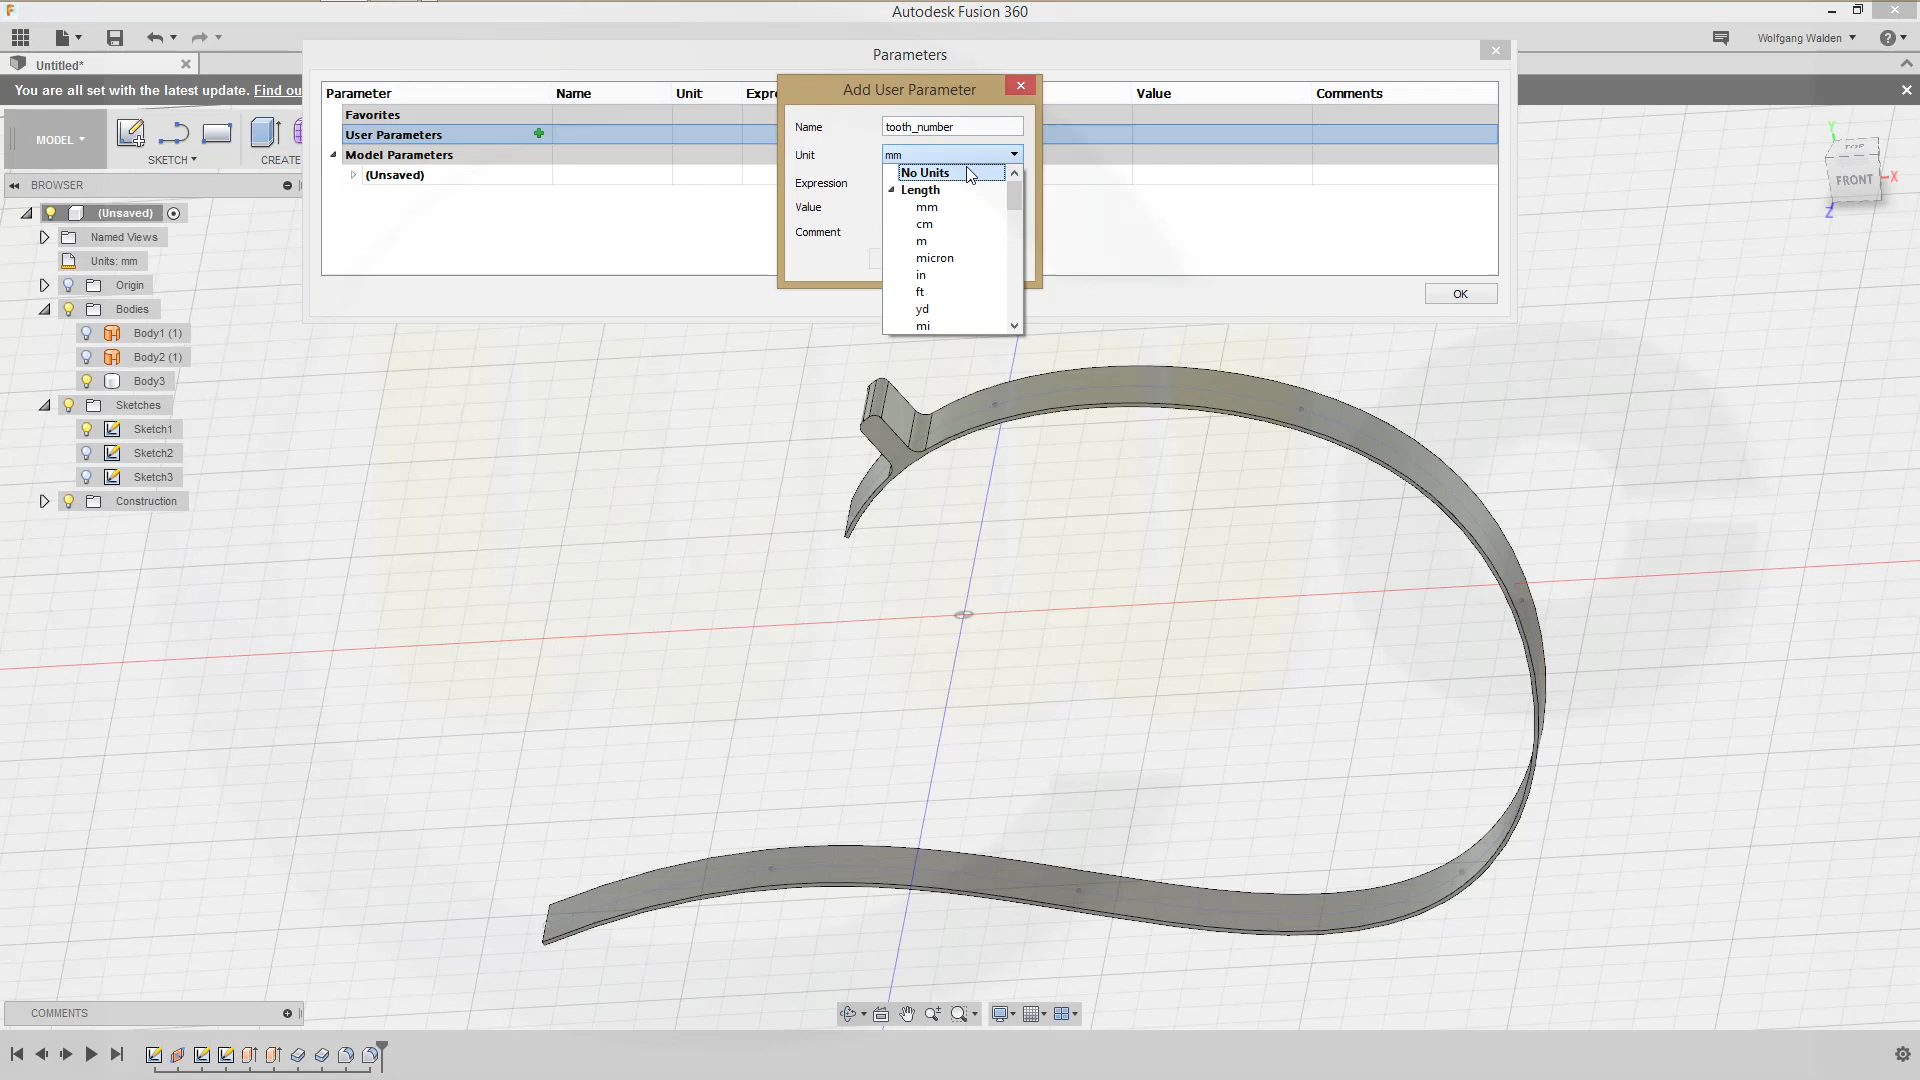 Autodesk Fusion 360
Wolfgang Walden
Untitled*
Parameters
You are all set with the latest update. Find ou
Parameter Name Unit Expre Value Comments
Favorites
User Parameters
Model Parameters
(Unsaved)
Add User Parameter
Name tooth_number
Unit mm
Expression
Value
Comment
No Units
Length
mm
cm
m
micron
in
ft
yd
mi
OK
MODEL
SKETCH
CREA
BROWSER
(Unsaved)
Named Views
Units: mm
Origin
Bodies
Body1 (1)
Body2 (1)
Body3
Sketches
Sketch1
Sketch2
Sketch3
Construction
Y
TOP
FRONT
X
Z
COMMENTS